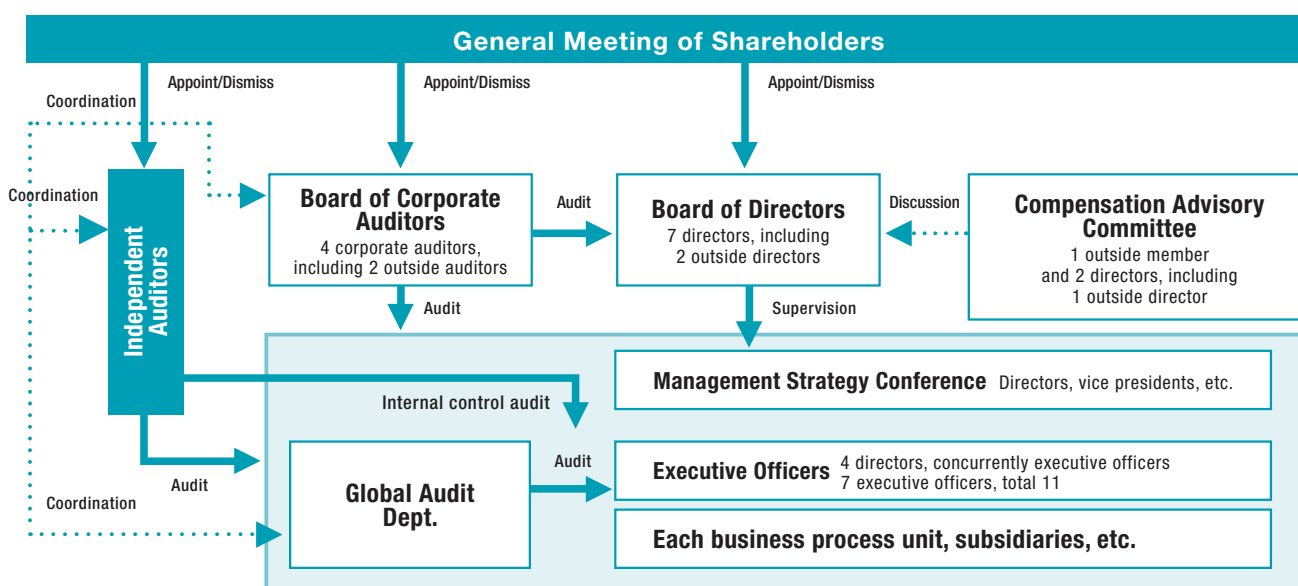 General Meeting of Shareholders
Appoint/Dismiss
Appoint/Dismiss
Appoint/Dismiss
Coordination
Coordination
Independent
Auditors
Board of Corporate
Auditors
4 corporate auditors,
including 2 outside auditors
Audit
Board of Directors
7 directors, including
2 outside directors
Discussion
Compensation Advisory
Committee
1 outside member
and 2 directors, including
1 outside director
Audit
Supervision
Management Strategy Conference Directors, vice presidents, etc.
Internal control audit
Audit
Coordination
Global Audit
Dept.
Audit
Executive Officers 4 directors, concurrently executive officers
7 executive officers, total 11
Each business process unit, subsidiaries, etc.